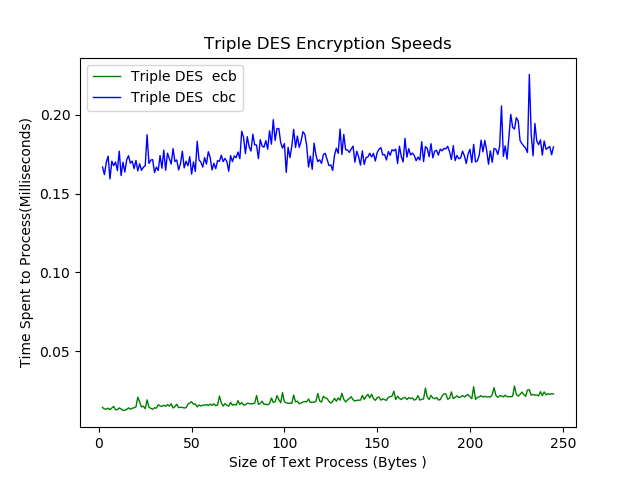 Triple DES Encryption Speeds
Triple DES  ecb
Triple DES  cbc
Time Spent to Process(Milliseconds)
0.20
0.15
0.10
0.05
0
50
100
150
200
250
Size of Text Process (Bytes )